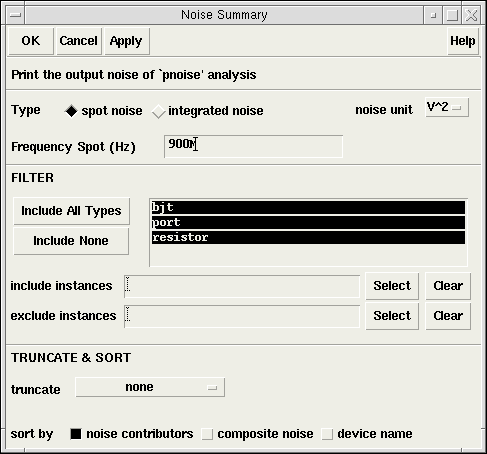 Noise Summary
OK Cancel Apply Help
Print the output noise of `pnoise' analysis
Type spot noise integrated noise noise unit V^2
Frequency Spot (Hz) 900M
FILTER
Include All Types
Include None
bjt
port
resistor
include instances Select Clear
exclude instances Select Clear
TRUNCATE & SORT
truncate none
sort by noise contributors composite noise device name